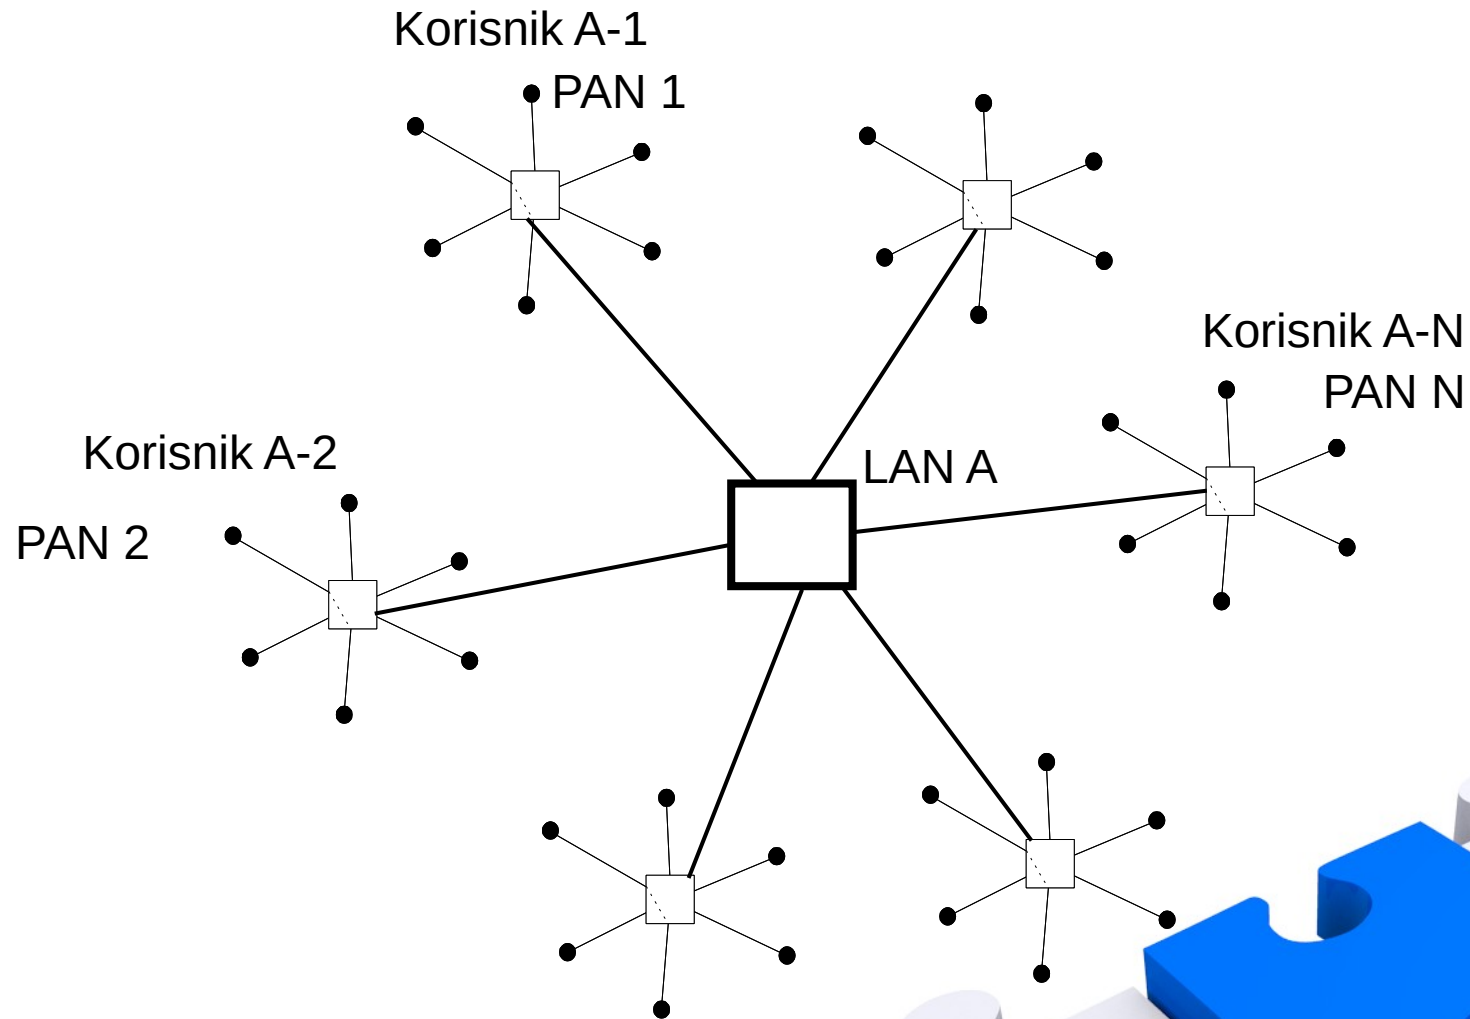 Korisnik A-1
PAN 1
Korisnik A-N
PAN N
Korisnik A-2
LAN A
PAN 2